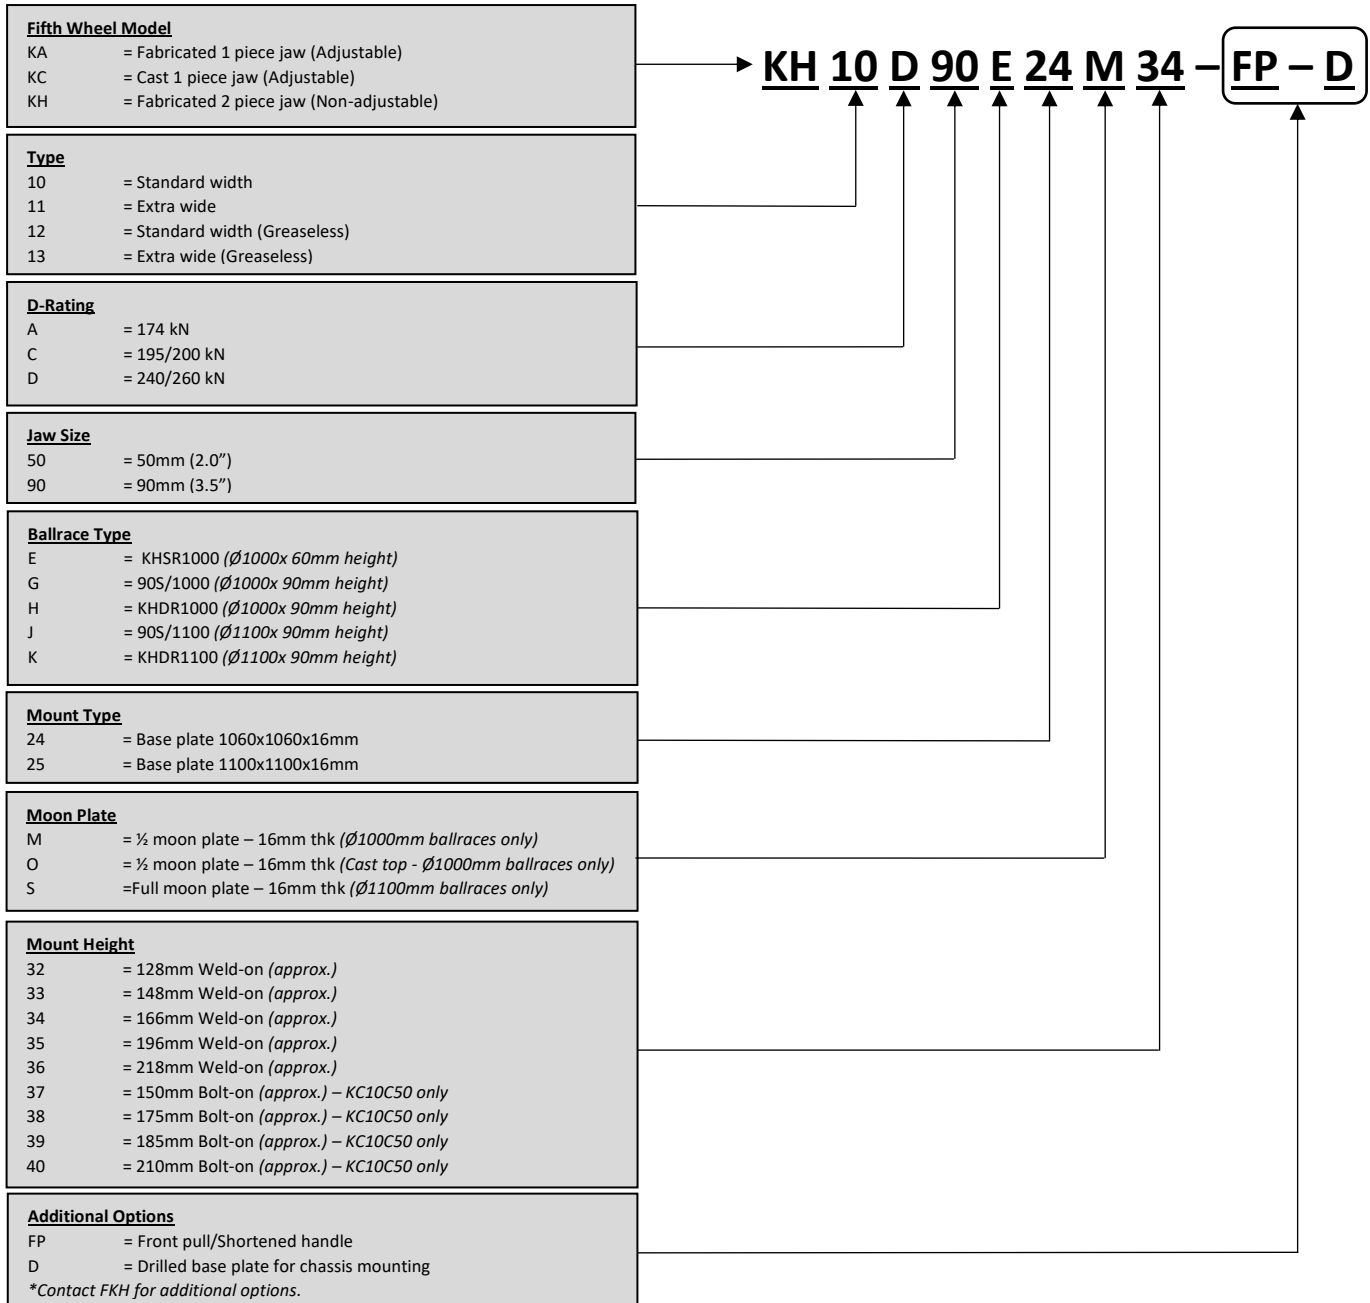 Fifth Wheel Model
KA = Fabricated 1 piece jaw (Adjustable)
KC = Cast 1 piece jaw (Adjustable)
KH = Fabricated 2 piece jaw (Non-adjustable)
KH 10 D 90 E 24 M 34 – FP – D
Type
10 = Standard width
11 = Extra wide
12 = Standard width (Greaseless)
13 = Extra wide (Greaseless)
D-Rating
A = 174 kN
C = 195/200 kN
D = 240/260 kN
Jaw Size
50 = 50mm (2.0”)
90 = 90mm (3.5”)
Ballrace Type
E = KHSR1000 (Ø1000x 60mm height)
G = 90S/1000 (Ø1000x 90mm height)
H = KHDR1000 (Ø1000x 90mm height)
J = 90S/1100 (Ø1100x 90mm height)
K = KHDR1100 (Ø1100x 90mm height)
Mount Type
24 = Base plate 1060x1060x16mm
25 = Base plate 1100x1100x16mm
Moon Plate
M = ½ moon plate – 16mm thk (Ø1000mm ballraces only)
O = ½ moon plate – 16mm thk (Cast top - Ø1000mm ballraces only)
S =Full moon plate – 16mm thk (Ø1100mm ballraces only)
Mount Height
32 = 128mm Weld-on (approx.)
33 = 148mm Weld-on (approx.)
34 = 166mm Weld-on (approx.)
35 = 196mm Weld-on (approx.)
36 = 218mm Weld-on (approx.)
37 = 150mm Bolt-on (approx.) – KC10C50 only
38 = 175mm Bolt-on (approx.) – KC10C50 only
39 = 185mm Bolt-on (approx.) – KC10C50 only
40 = 210mm Bolt-on (approx.) – KC10C50 only
Additional Options
FP = Front pull/Shortened handle
D = Drilled base plate for chassis mounting
*Contact FKH for additional options.